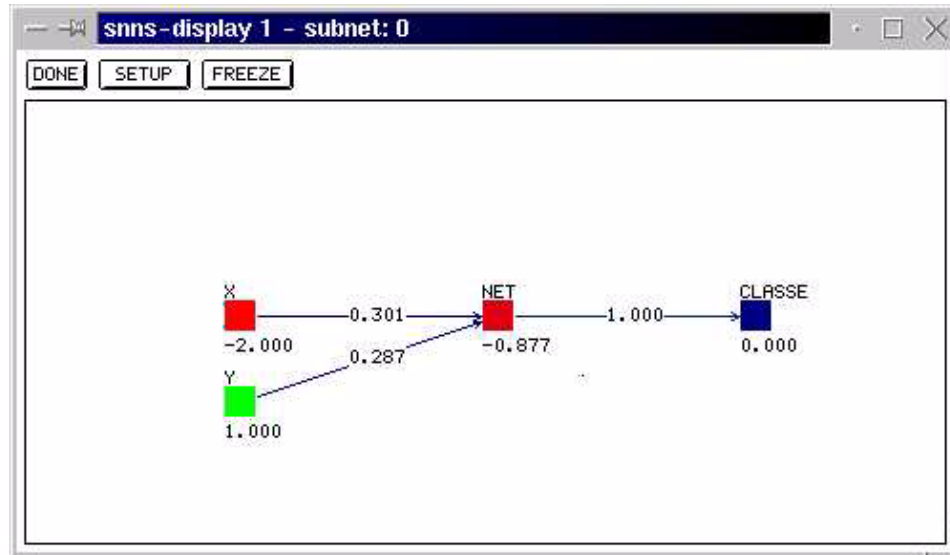 snns-display 1 - subnet: 0
DONE SETUP FREEZE
X NET CLASSE
0.301 1.000
-2.000 -0.877 0.000
0.287
Y
1.000